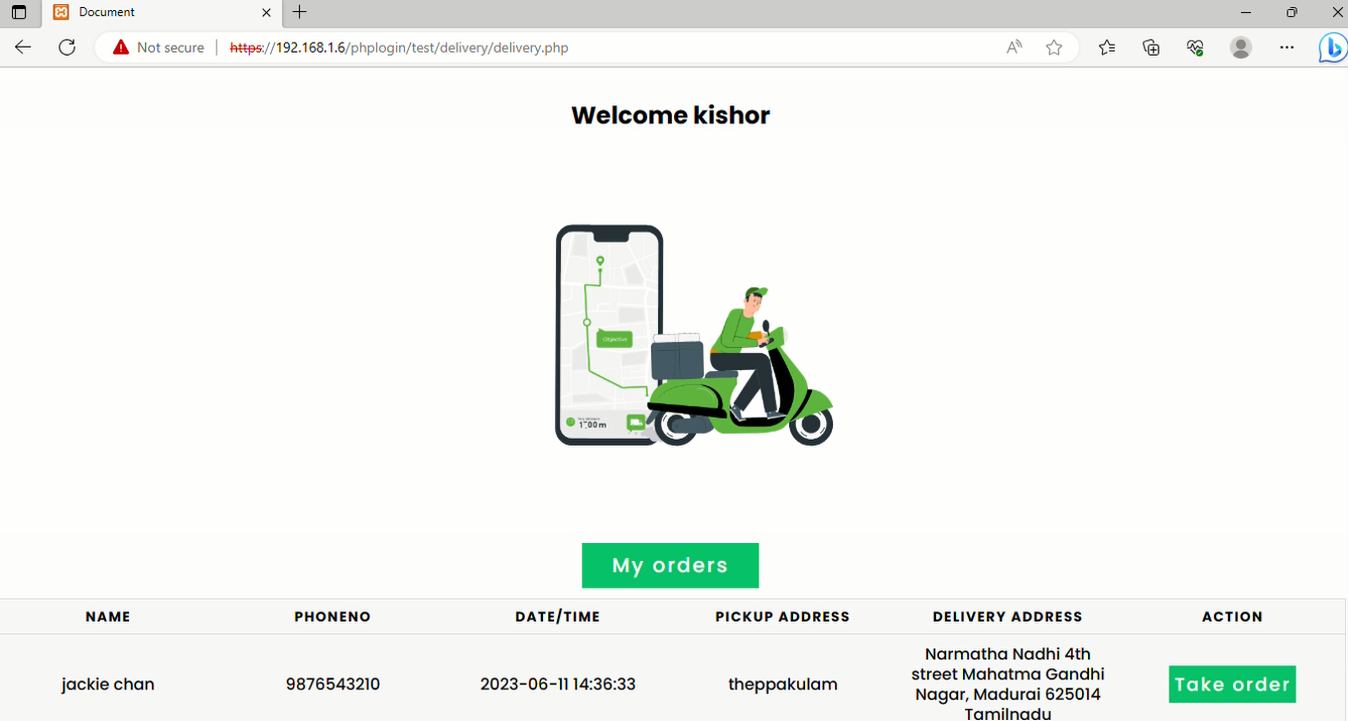 Document
Not secure https://192.168.1.6/phplogin/test/delivery/delivery.php
Welcome kishor
Objective
My orders
NAME PHONENO DATE/TIME PICKUP ADDRESS DELIVERY ADDRESS ACTION
jackie chan 9876543210 2023-06-11 14:36:33 theppakulam Narmatha Nadhi 4th
street Mahatma Gandhi
Nagar, Madurai 625014
Tamilnadu
Take order